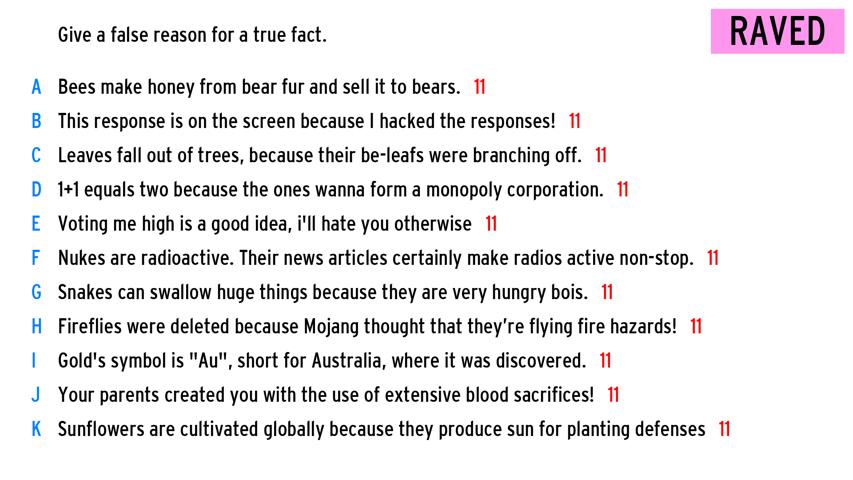 Give a false reason for a true fact.
RAVED
A Bees make honey from bear fur and sell it to bears. 11
B This response is on the screen because I hacked the responses! 11
C Leaves fall out of trees, because their be-leafs were branching off. 11
D 1+1 equals two because the ones wanna form a monopoly corporation. 11
E Voting me high is a good idea, i'll hate you otherwise 11
F Nukes are radioactive. Their news articles certainly make radios active non-stop. 11
G Snakes can swallow huge things because they are very hungry bois. 11
H Fireflies were deleted because Mojang thought that they’re flying fire hazards! 11
I Gold's symbol is "Au", short for Australia, where it was discovered. 11
J Your parents created you with the use of extensive blood sacrifices! 11
K Sunflowers are cultivated globally because they produce sun for planting defenses 11